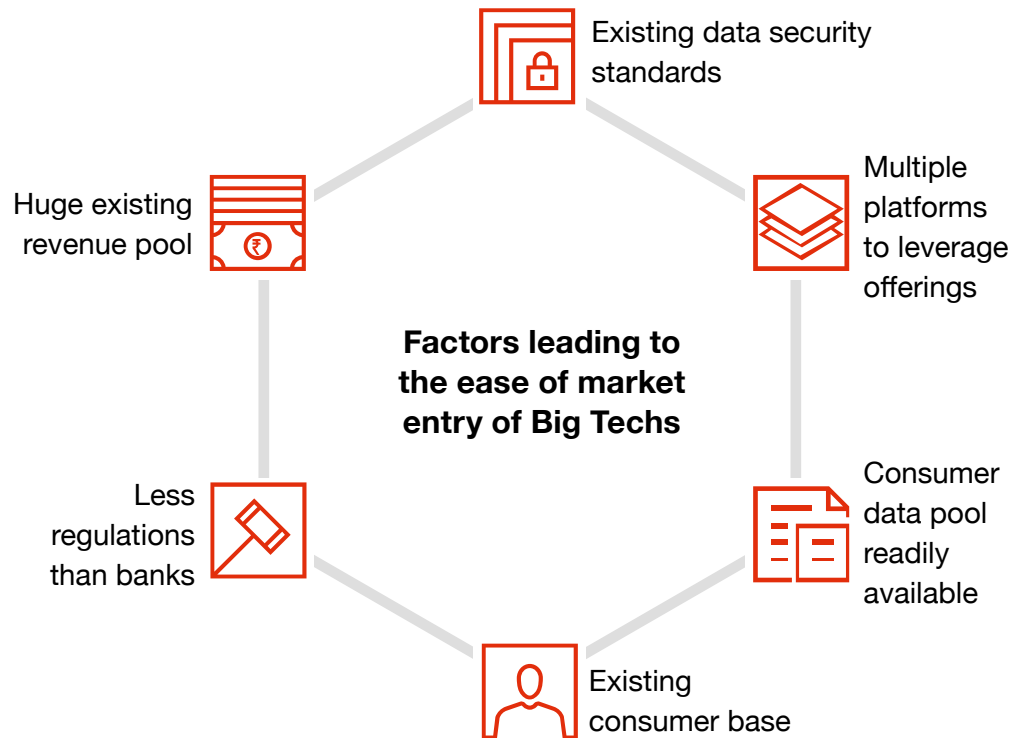 Existing data security
standards
Multiple
platforms
to leverage
offerings
Consumer
data pool
readily
available
Existing
consumer base
Less
regulations
than banks
Huge existing
revenue pool
₹
Factors leading to
the ease of market
entry of Big Techs